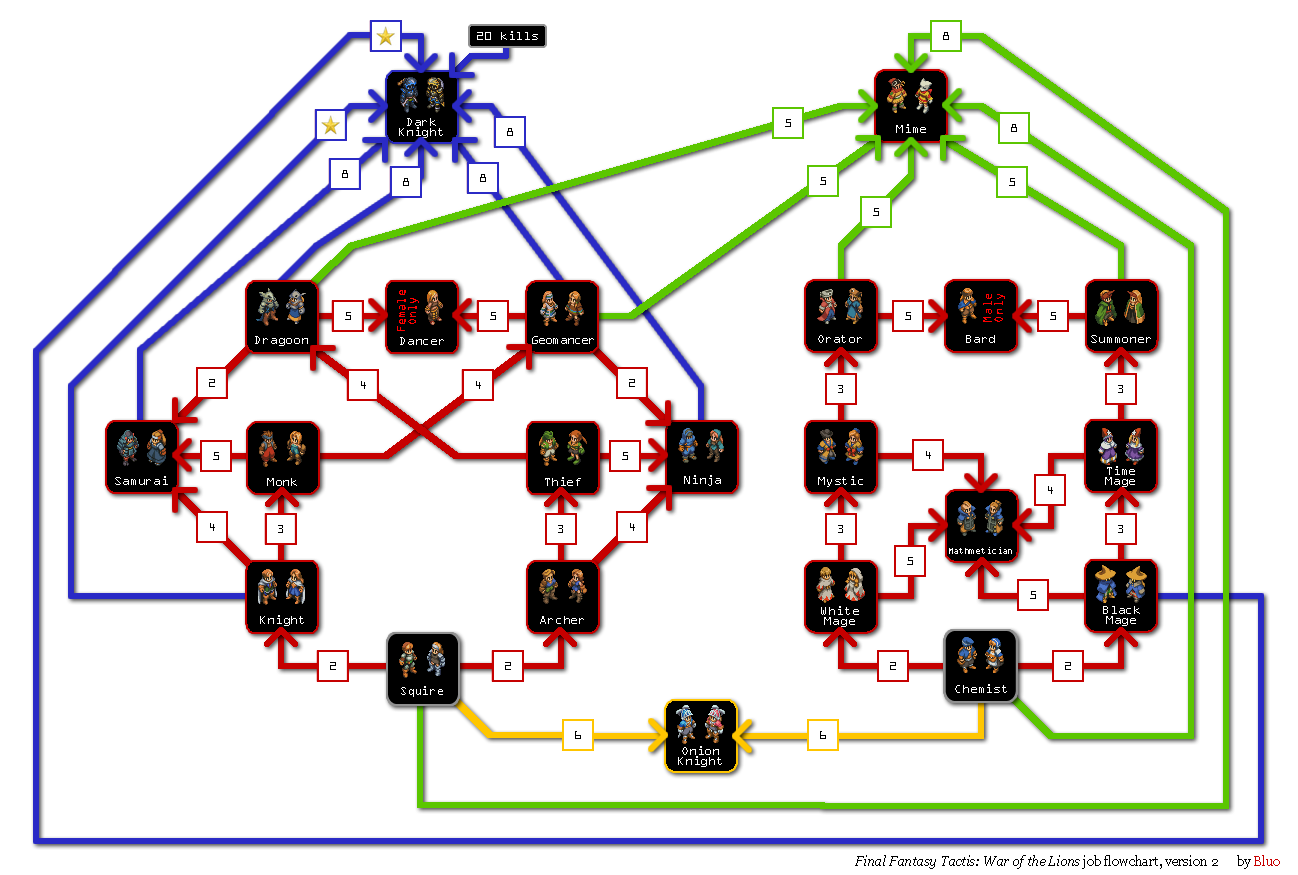 20 kills
8
Dark
Knight
Mime
5
8
8
8
8
8
5
5
5
Dragoon
5
Female
Only
Dancer
5
Geomancer
Orator
5
Bard
Male
Only
5
Summoner
2
4
4
2
3
3
Samurai
5
Monk
Thief
5
Ninja
Mystic
4
Time
Mage
4
4
3
3
4
3
Mathmetician
3
5
Knight
Archer
White
Mage
5
Black
Mage
2
Squire
2
2
Chemist
2
6
Onion
Knight
6
Final Fantasy Tactis: War of the Lions job flowchart, version 2 by Bluo